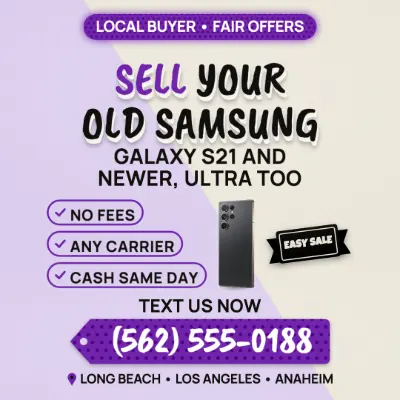 LOCAL BUYER • FAIR OFFERS
SELL YOUR
OLD SAMSUNG
GALAXY S21 AND
NEWER, ULTRA TOO
NO FEES
ANY CARRIER
CASH SAME DAY
EASY SALE
TEXT US NOW
(562) 555-0188
LONG BEACH • LOS ANGELES • ANAHEIM